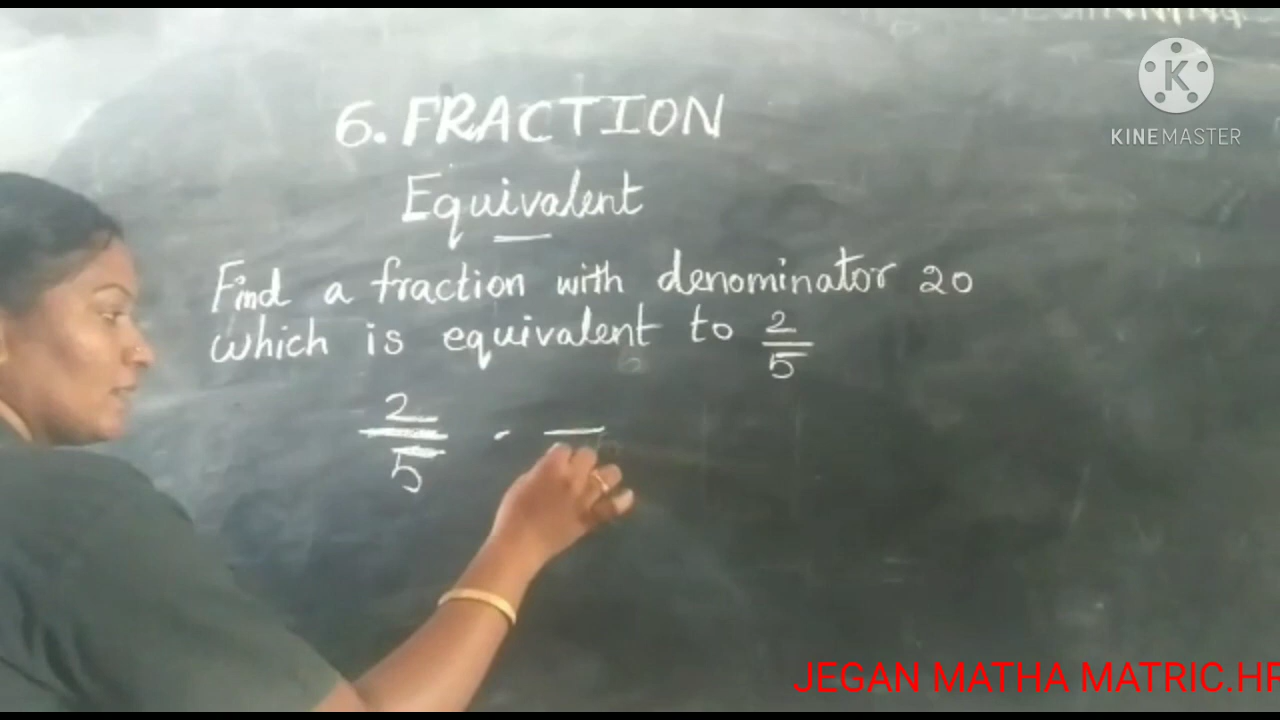 KINEMASTER
6. FRACTION
Equivalent
Find a fraction with denominator 20
which is equivalent to 2/5
2/5
JEGAN MATHA MATRIC.HR